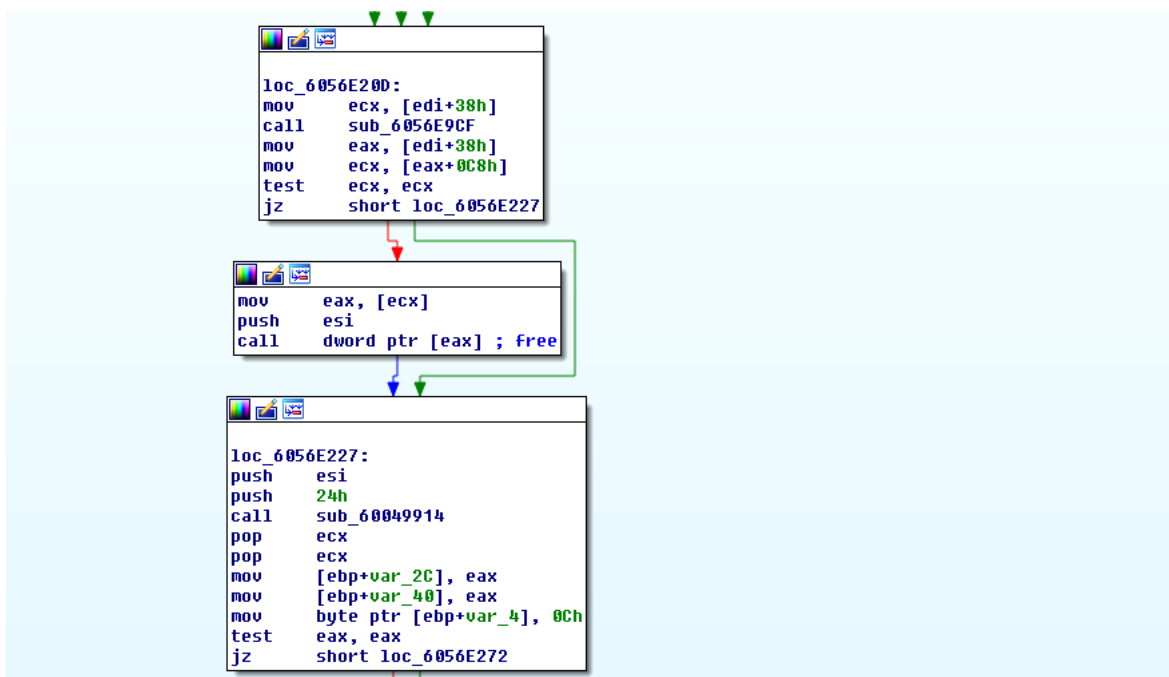 loc_6056E20D:
mov ecx, [edi+38h]
call sub_6056E9CF
mov eax, [edi+38h]
mov ecx, [eax+0C8h]
test ecx, ecx
jz short loc_6056E227
mov eax, [ecx]
push esi
call dword ptr [eax] ; free
loc_6056E227:
push esi
push 24h
call sub_60049914
pop ecx
pop ecx
mov [ebp+var_2C], eax
mov [ebp+var_40], eax
mov byte ptr [ebp+var_4], 0Ch
test eax, eax
jz short loc_6056E272